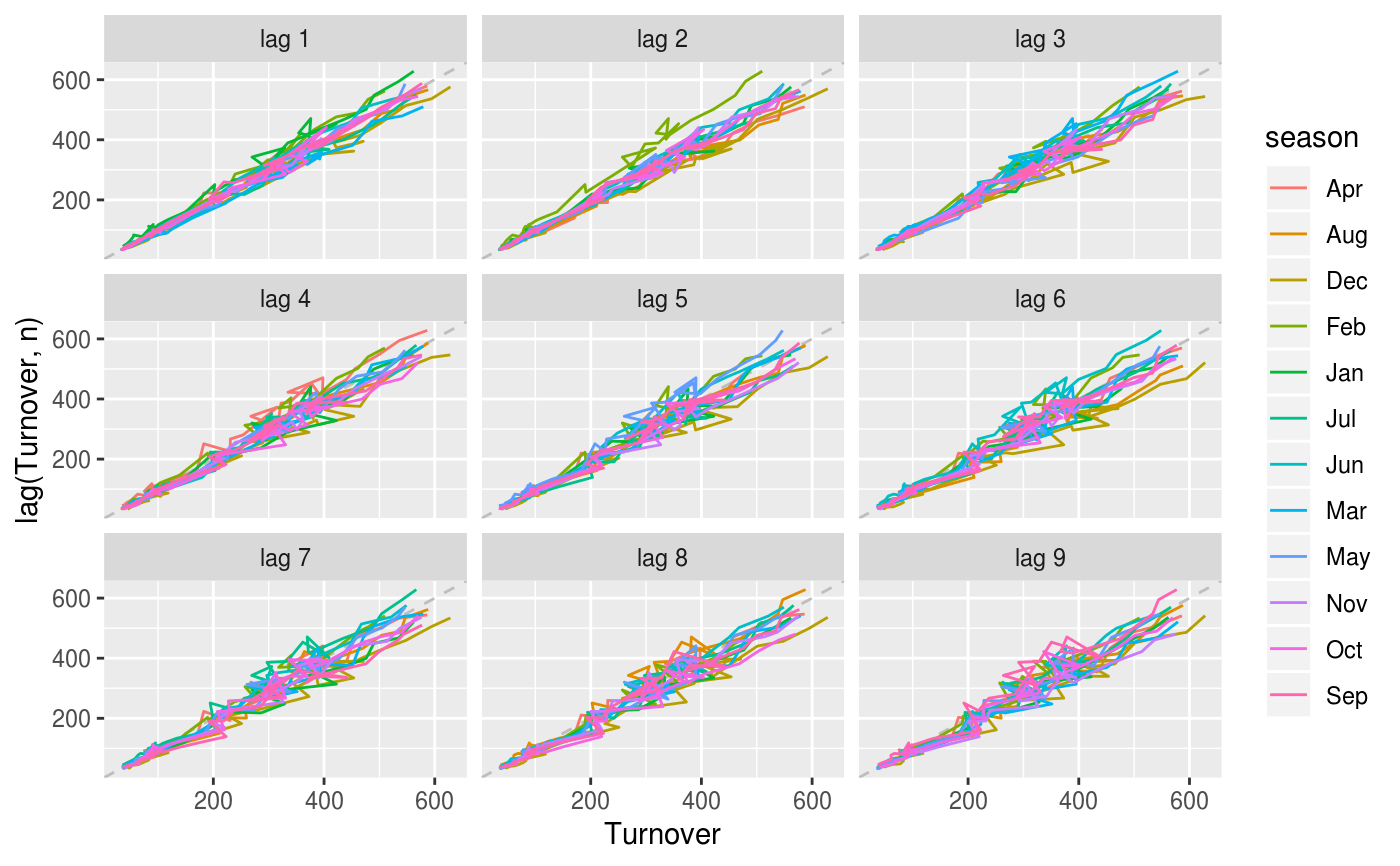 lag 1 lag 2 lag 3
600
400
200
lag 4 lag 5 lag 6
600
400
200
lag 7 lag 8 lag 9
600
400
200
200 400 600 200 400 600 200 400 600
Turnover
lag(Turnover, n)
season
Apr
Aug
Dec
Feb
Jan
Jul
Jun
Mar
May
Nov
Oct
Sep